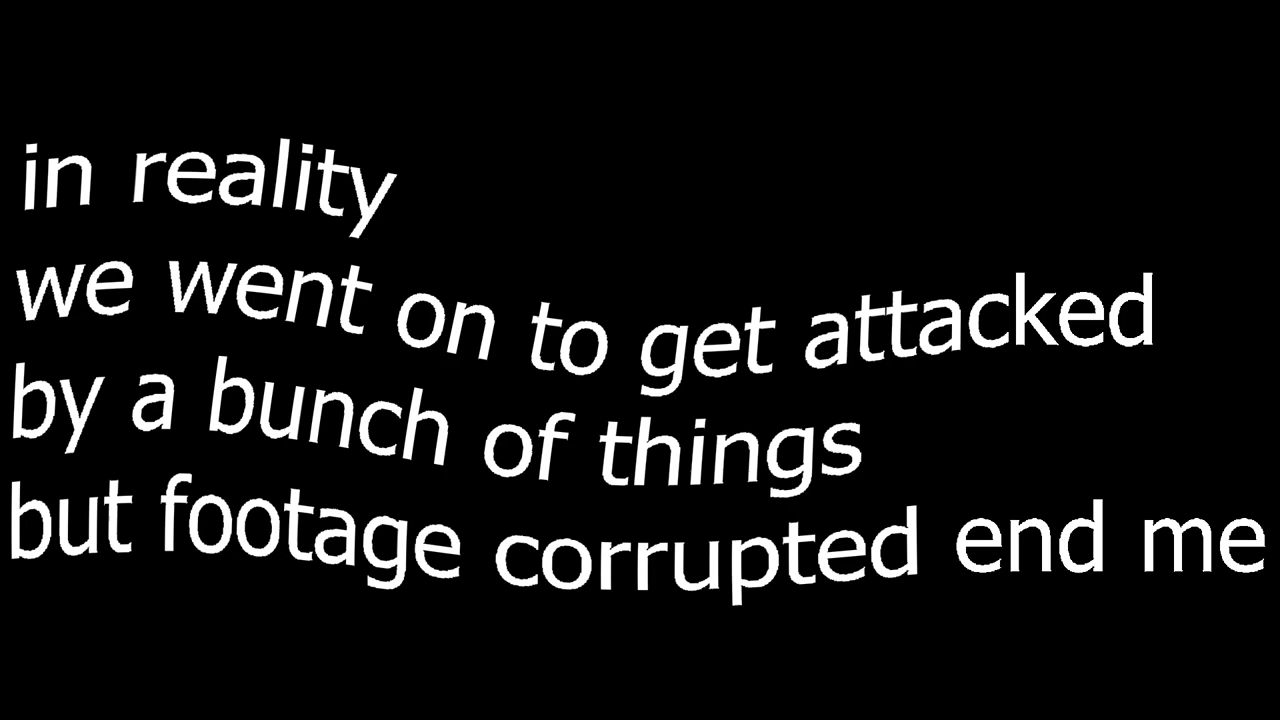 in reality
we went on to get attacked
by a bunch of things
but footage corrupted end me